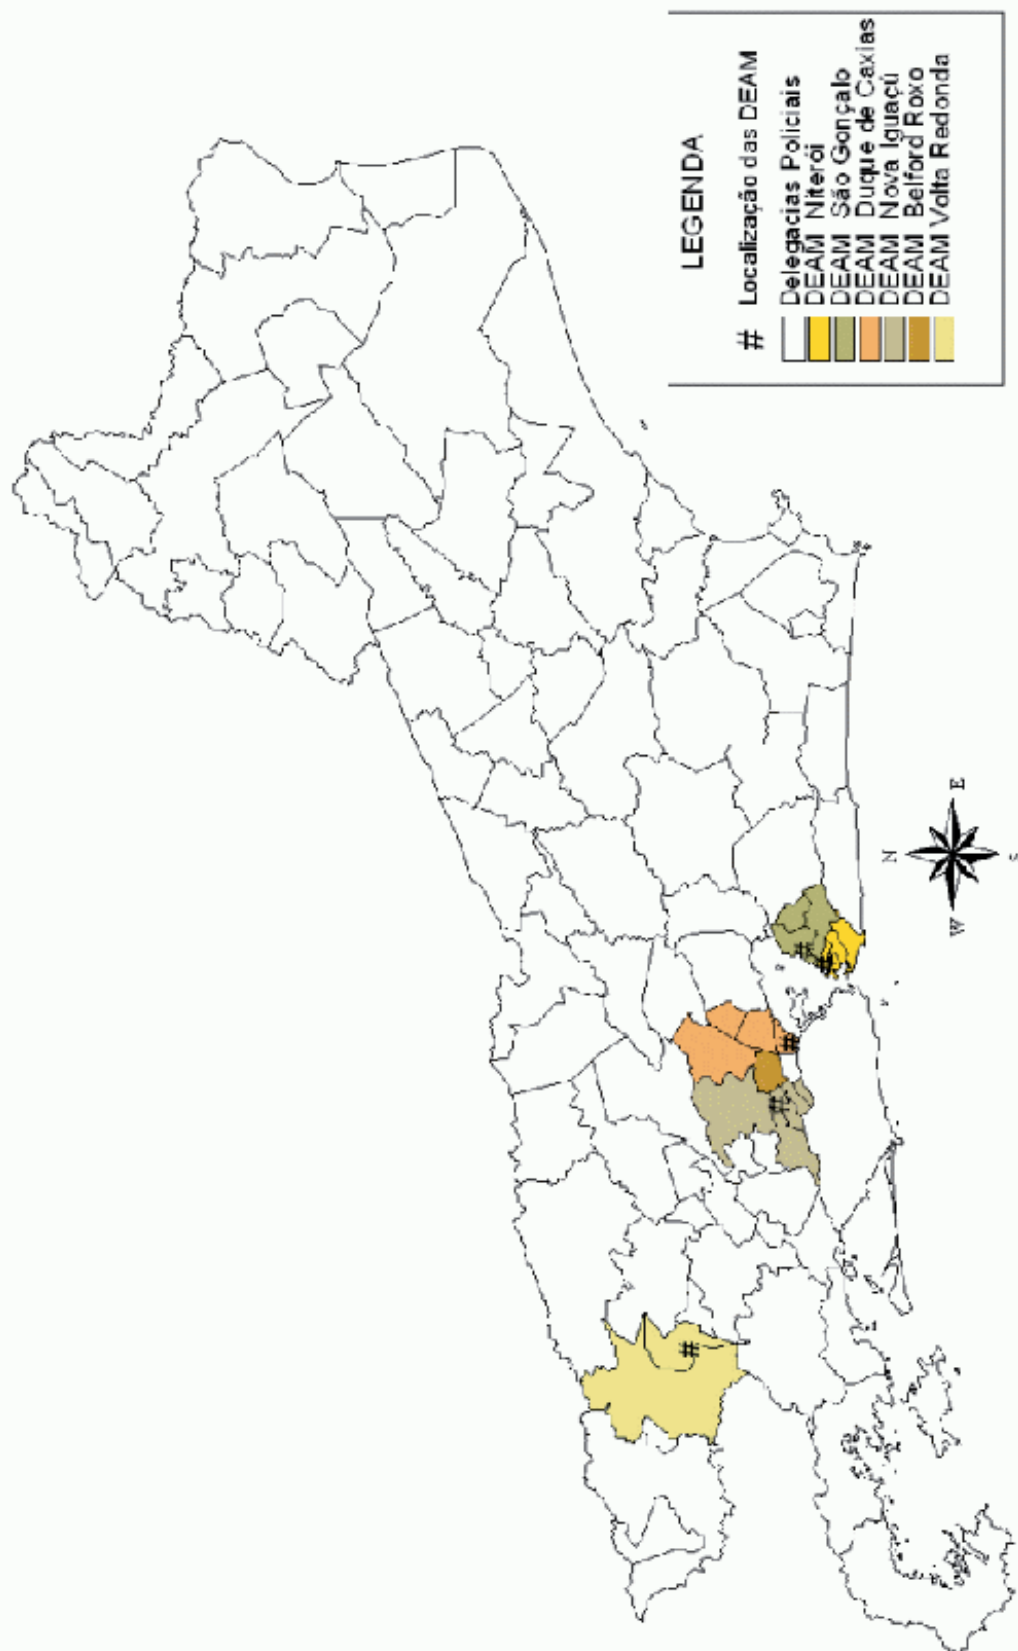 LEGENDA
# Localização das DEAM
Delegacias Policiais
DEAM Niterói
DEAM São Gonçalo
DEAM Duque de Caxias
DEAM Nova Iguaçú
DEAM Belford Roxo
DEAM Volta Redonda
N
W
E
S
#
#
#
#
#